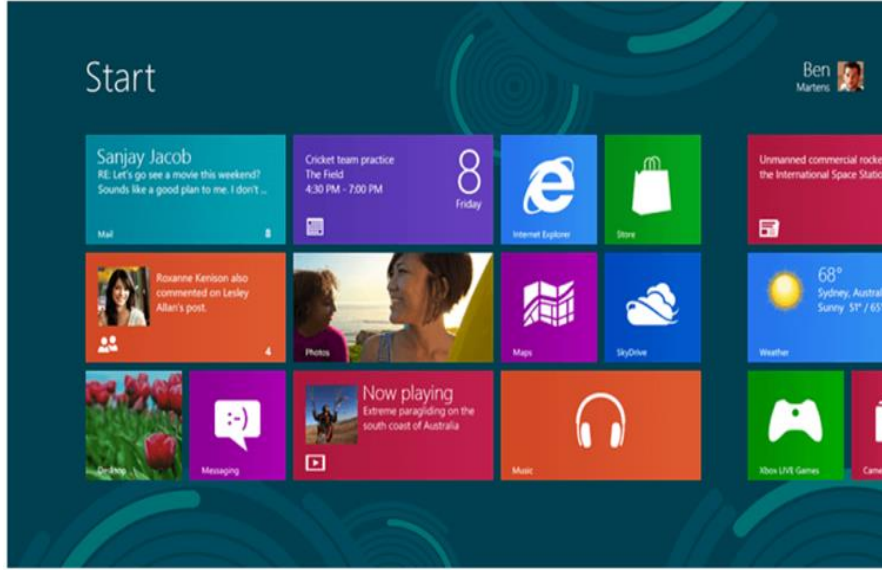 Start
Ben
Martens
Sanjay Jacob
RE: Let's go see a movie this weekend?
Sounds like a good plan to me. I don't ...
Mail
8
Cricket team practice
The Field
4:30 PM - 7:00 PM
8
Friday
Internet Explorer
Store
Unmanned commercial rocke
the International Space Statio
Roxanne Kenison also
commented on Lesley
Allan's post.
4
Photos
Maps
SkyDrive
68°
Sydney, Austral
Sunny 51° / 65°
Weather
Desktop
:-)
Messaging
Now playing
Extreme paragliding on the
south coast of Australia
Music
Xbox LIVE Games
Came